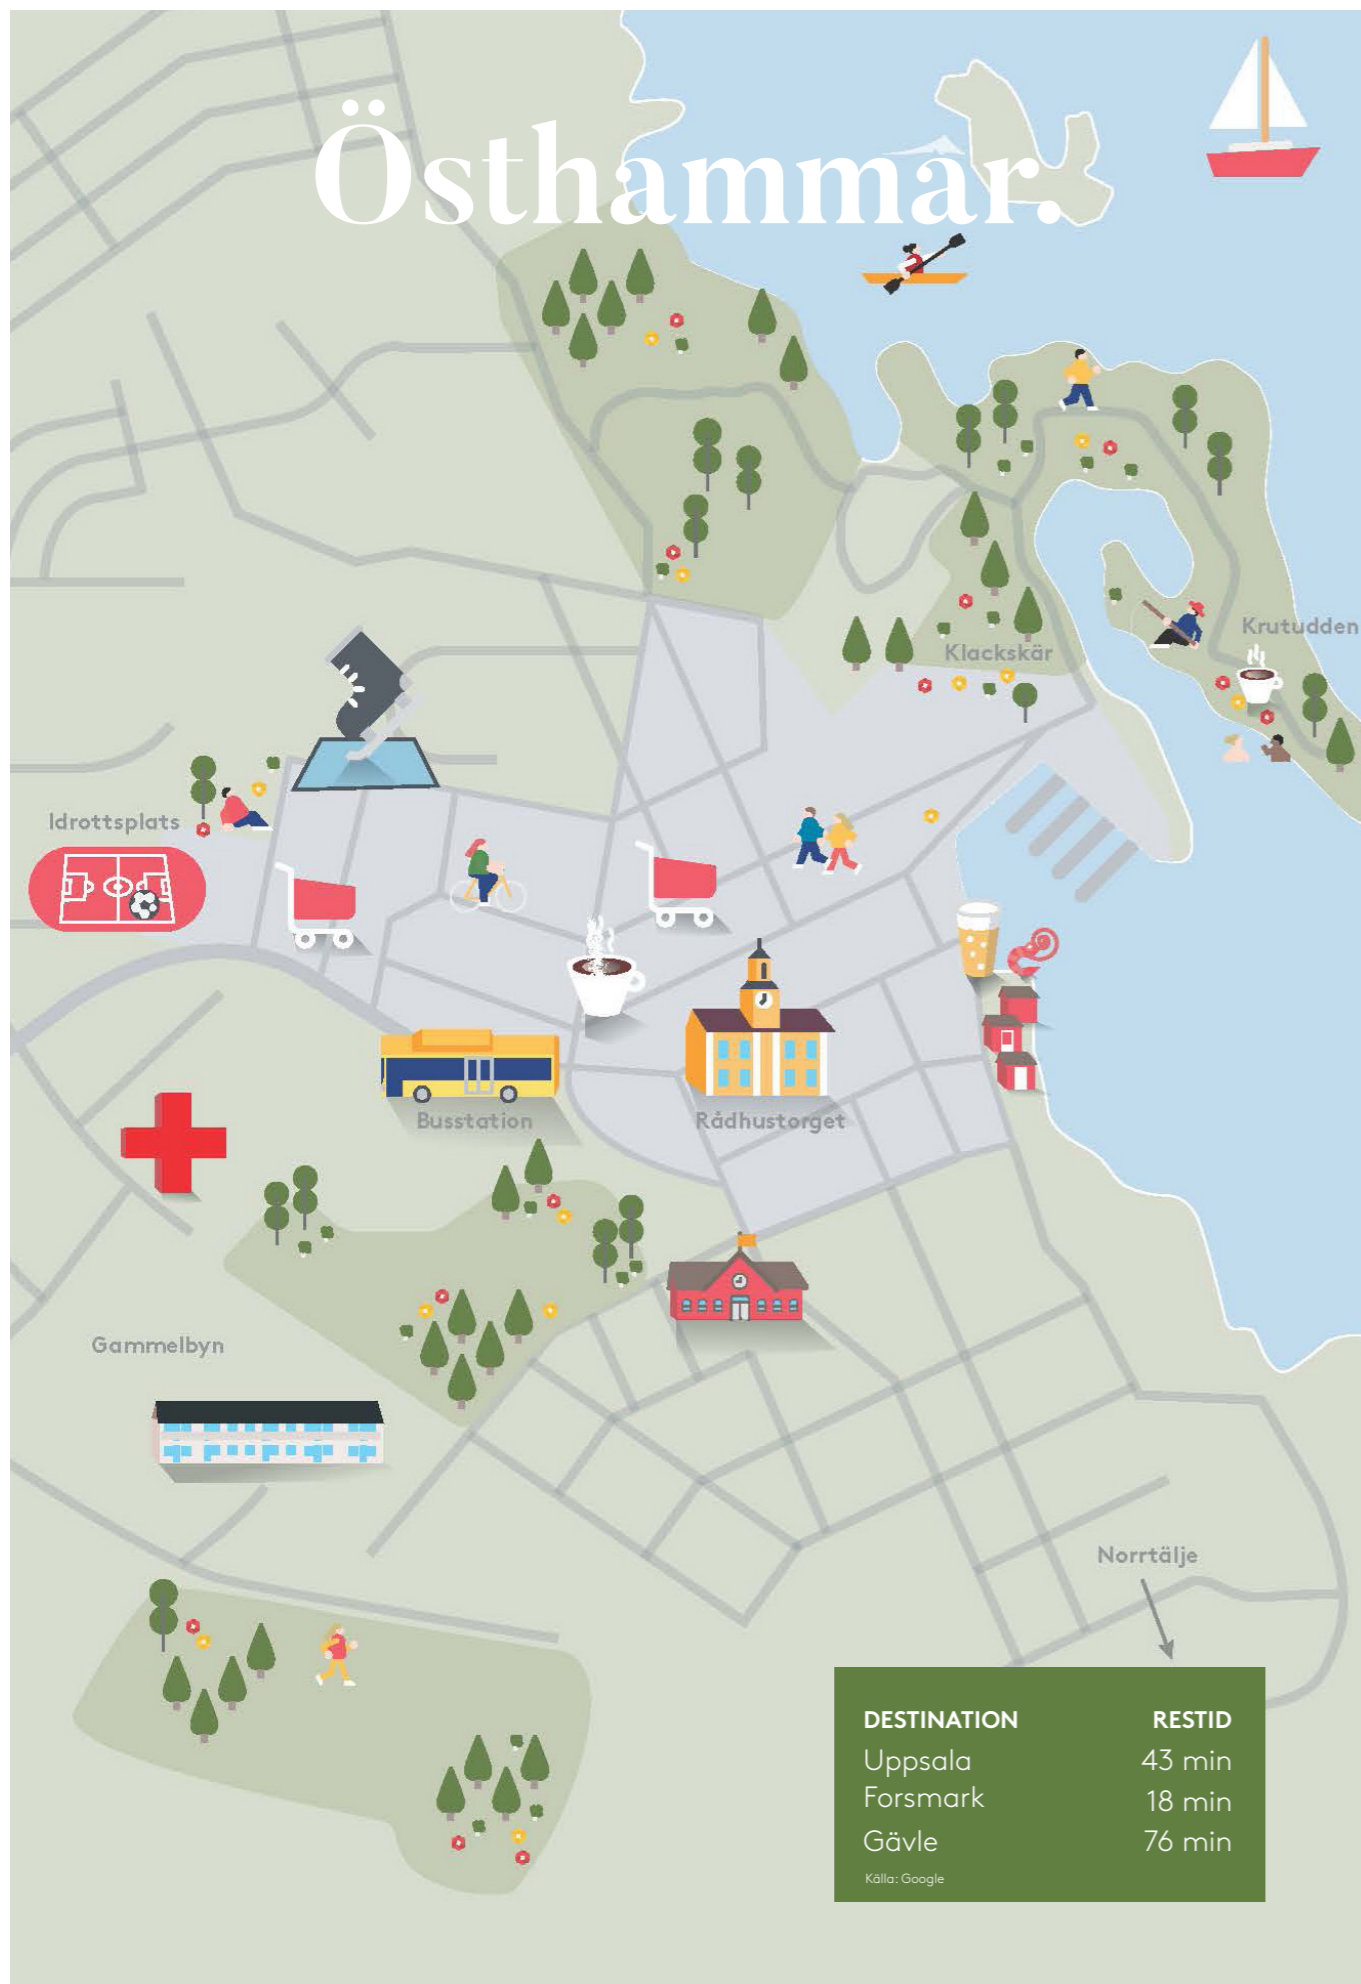 Östhammar.
Krutudden
Klackskär
Idrottsplats
Busstation
Rådhustorget
Gammelbyn
Norrtälje
DESTINATION RESTID
Uppsala 43 min
Forsmark 18 min
Gävle 76 min
Källa: Google